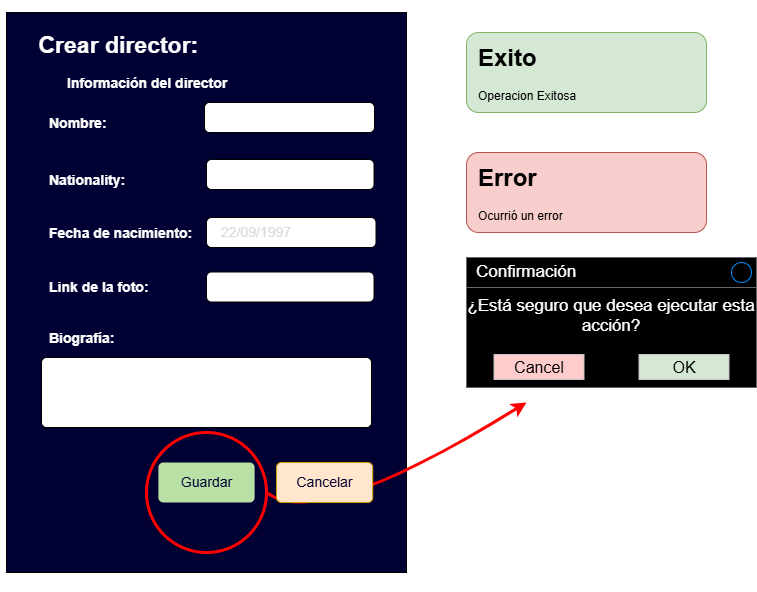 Crear director:
Información del director
Nombre:
Nationality:
Fecha de nacimiento:
22/09/1997
Link de la foto:
Biografía:
Guardar
Cancelar
Exito
Operacion Exitosa
Error
Ocurrió un error
Confirmación
¿Está seguro que desea ejecutar esta
acción?
Cancel
OK